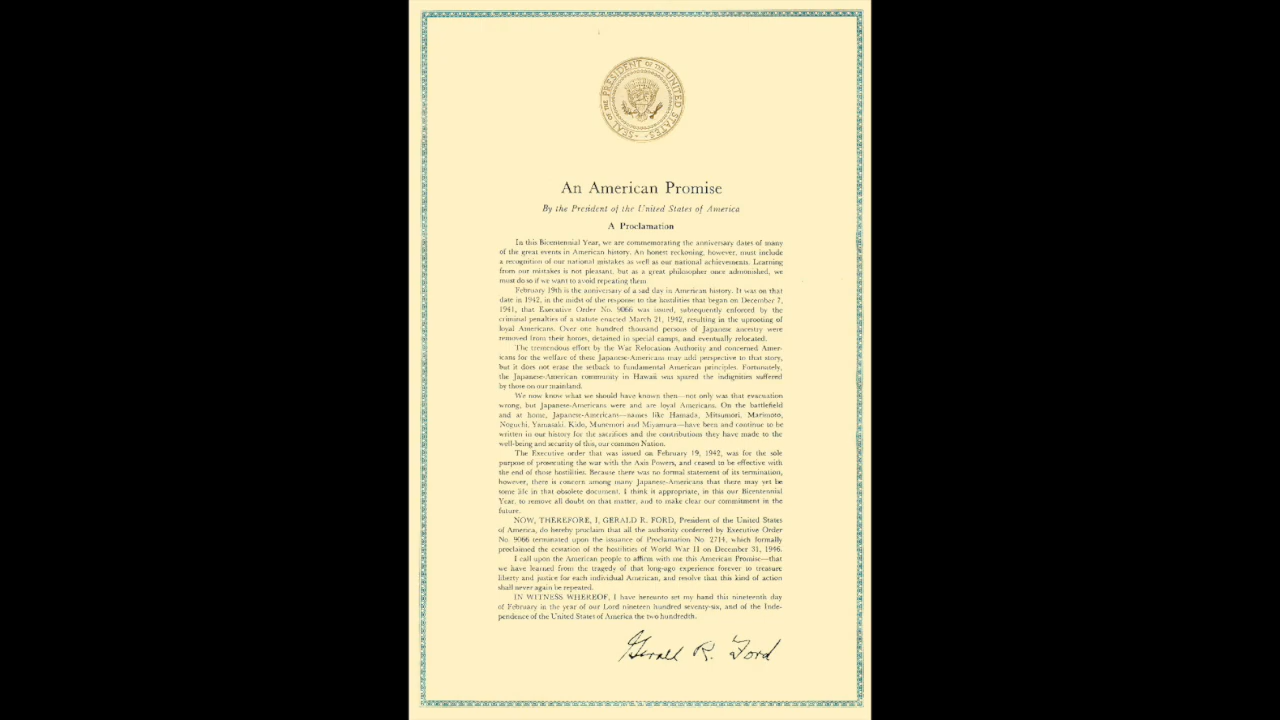 SEAL OF THE PRESIDENT OF THE UNITED STATES
An American Promise
By the President of the United States of America
A Proclamation
In this Bicentennial Year, we are commemorating the anniversary dates of many
of the great events in American history. An honest reckoning, however, must include
a recognition of our national mistakes as well as our national achievements. Learning
from our mistakes is not pleasant, but as a great philosopher once admonished, we
must do so if we want to avoid repeating them
February 19th is the anniversary of a sad day in American history. It was on that
date in 1942, in the midst of the response to the hostilities that began on December 7,
1941, that Executive Order No. 9066 was issued, subsequently enforced by the
criminal penalties of a statute enacted March 21, 1942, resulting in the uprooting of
loyal Americans. Over one hundred thousand persons of Japanese ancestry were
removed from their homes, detained in special camps, and eventually relocated.
The tremendous effort by the War Relocation Authority and concerned Amer-
icans for the welfare of these Japanese-Americans may add perspective to that story,
but it does not erase the setback to fundamental American principles. Fortunately,
the Japanese-American community in Hawaii was spared the indignities suffered
by those on our mainland.
We now know what we should have known then—not only was that evacuation
wrong, but Japanese-Americans were and are loyal Americans. On the battlefield
and at home, Japanese-Americans—names like Hamada, Mitsumori, Marimoto,
Noguchi, Yamasaki, Kido, Munemori and Miyamura—have been and continue to be
written in our history for the sacrifices and the contributions they have made to the
well-being and security of this, our common Nation.
The Executive order that was issued on February 19, 1942, was for the sole
purpose of prosecuting the war with the Axis Powers, and ceased to be effective with
the end of those hostilities. Because there was no formal statement of its termination,
however, there is concern among many Japanese-Americans that there may yet be
some life in that obsolete document. I think it appropriate, in this our Bicentennial
Year, to remove all doubt on that matter, and to make clear our commitment in the
future.
NOW, THEREFORE, I, GERALD R. FORD, President of the United States
of America, do hereby proclaim that all the authority conferred by Executive Order
No. 9066 terminated upon the issuance of Proclamation No. 2714, which formally
proclaimed the cessation of the hostilities of World War II on December 31, 1946.
I call upon the American people to affirm with me this American Promise—that
we have learned from the tragedy of that long-ago experience forever to treasure
liberty and justice for each individual American, and resolve that this kind of action
shall never again be repeated.
IN WITNESS WHEREOF, I have hereunto set my hand this nineteenth day
of February in the year of our Lord nineteen hundred seventy-six, and of the Inde-
pendence of the United States of America the two hundredth.
Gerald R. Ford